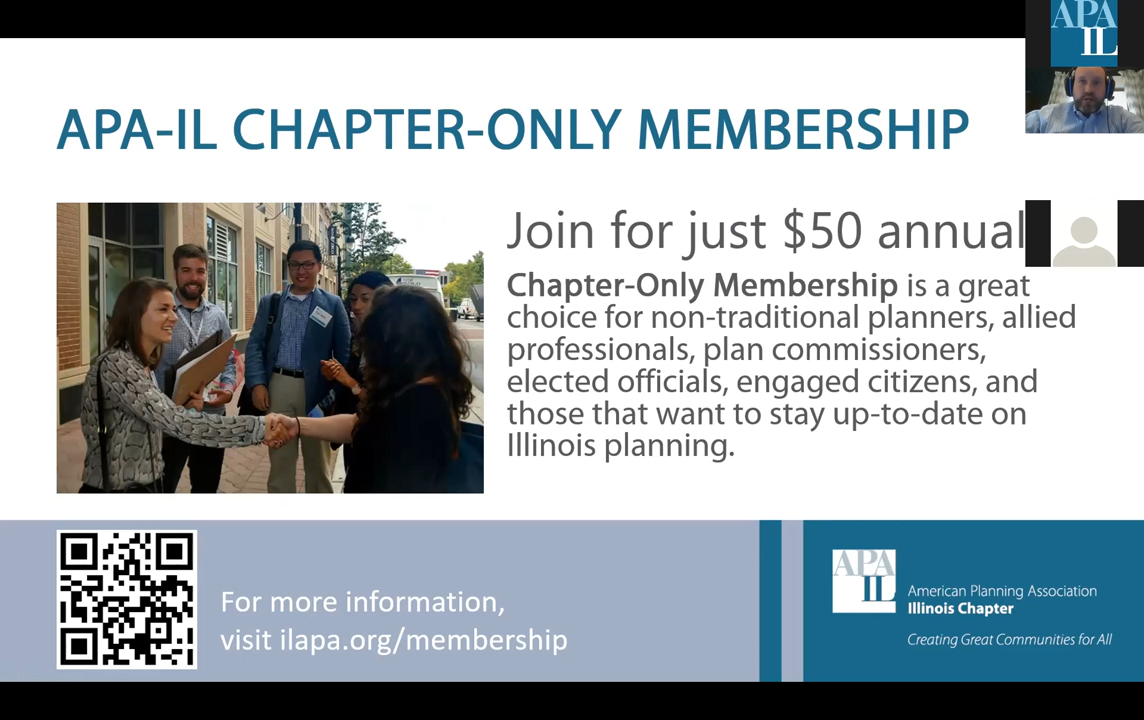 APA
IL
APA-IL CHAPTER-ONLY MEMBERSHIP
Join for just $50 annual
Chapter-Only Membership is a great
choice for non-traditional planners, allied
professionals, plan commissioners,
elected officials, engaged citizens, and
those that want to stay up-to-date on
Illinois planning.
For more information,
visit ilapa.org/membership
APA
IL
American Planning Association
Illinois Chapter
Creating Great Communities for All